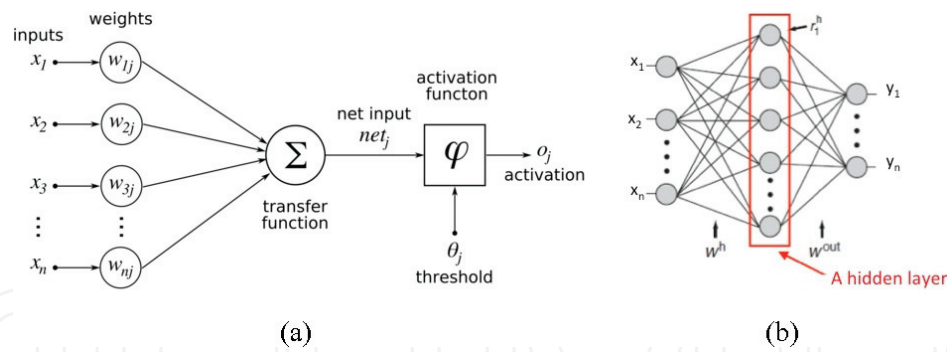 inputs
weights
x1
w1j
x2
w2j
x3
w3j
xn
wnj
Σ
transfer
function
net input
netj
activation
functon
φ
oj
activation
θj
threshold
(a)
x1
x2
xn
r1h
y1
yn
Wh
Wout
A hidden layer
(b)